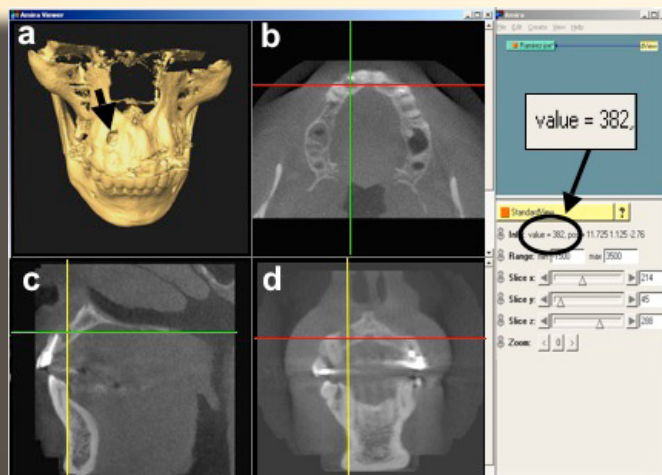 Amira Viewer
Amira
a
b
c
d
File Edit Create View Help
value = 382,
StandardView ?
Info: value = 382, pos = 11.725 1.125 -2.76
Range: min 1500 max 3500
Slice x: 214
Slice y: 45
Slice z: 288
Zoom: < 0 >